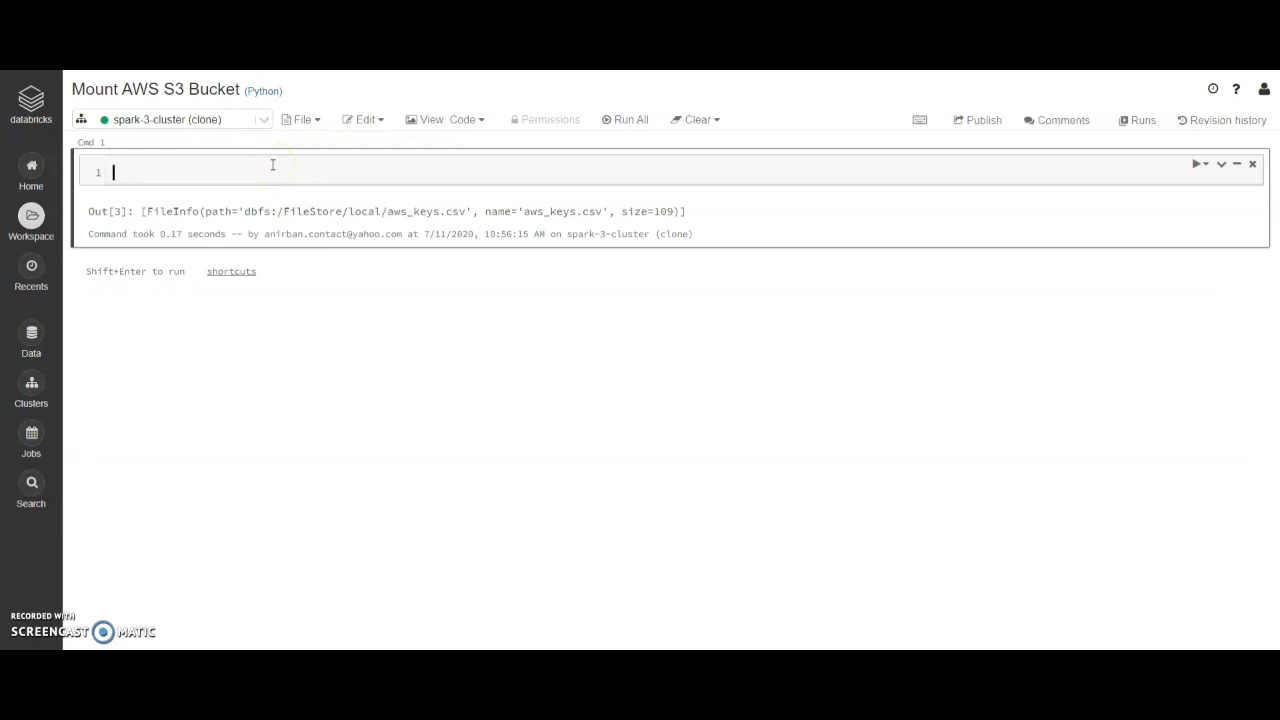 Mount AWS S3 Bucket (Python)
databricks
spark-3-cluster (clone)
File
Edit
View: Code
Permissions
Run All
Clear
Publish
Comments
Runs
Revision history
Cmd 1
1
Out[3]: [FileInfo(path='dbfs:/FileStore/local/aws_keys.csv', name='aws_keys.csv', size=109)]
Command took 0.17 seconds -- by anirban.contact@yahoo.com at 7/11/2020, 10:56:15 AM on spark-3-cluster (clone)
Shift+Enter to run shortcuts
Home
Workspace
Recents
Data
Clusters
Jobs
Search
RECORDED WITH
SCREENCAST MATIC